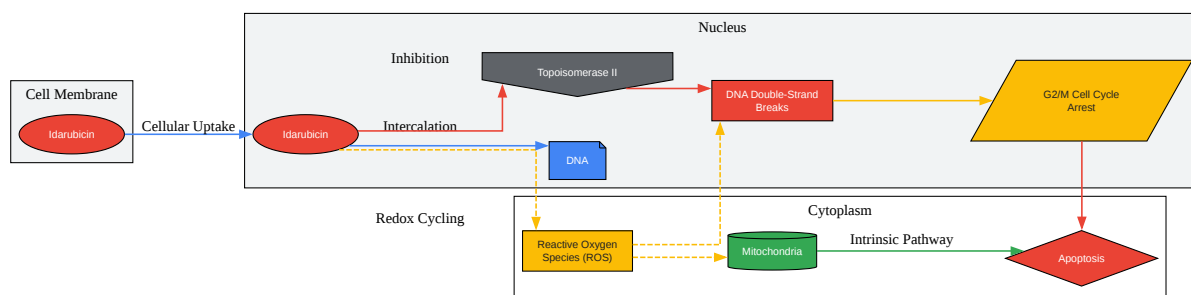 Nucleus
Inhibition
Topoisomerase II
Cell Membrane
Idarubicin
Cellular Uptake
Idarubicin
Intercalation
DNA Double-Strand
Breaks
G2/M Cell Cycle
Arrest
DNA
Redox Cycling
Cytoplasm
Reactive Oxygen
Species (ROS)
Mitochondria
Intrinsic Pathway
Apoptosis